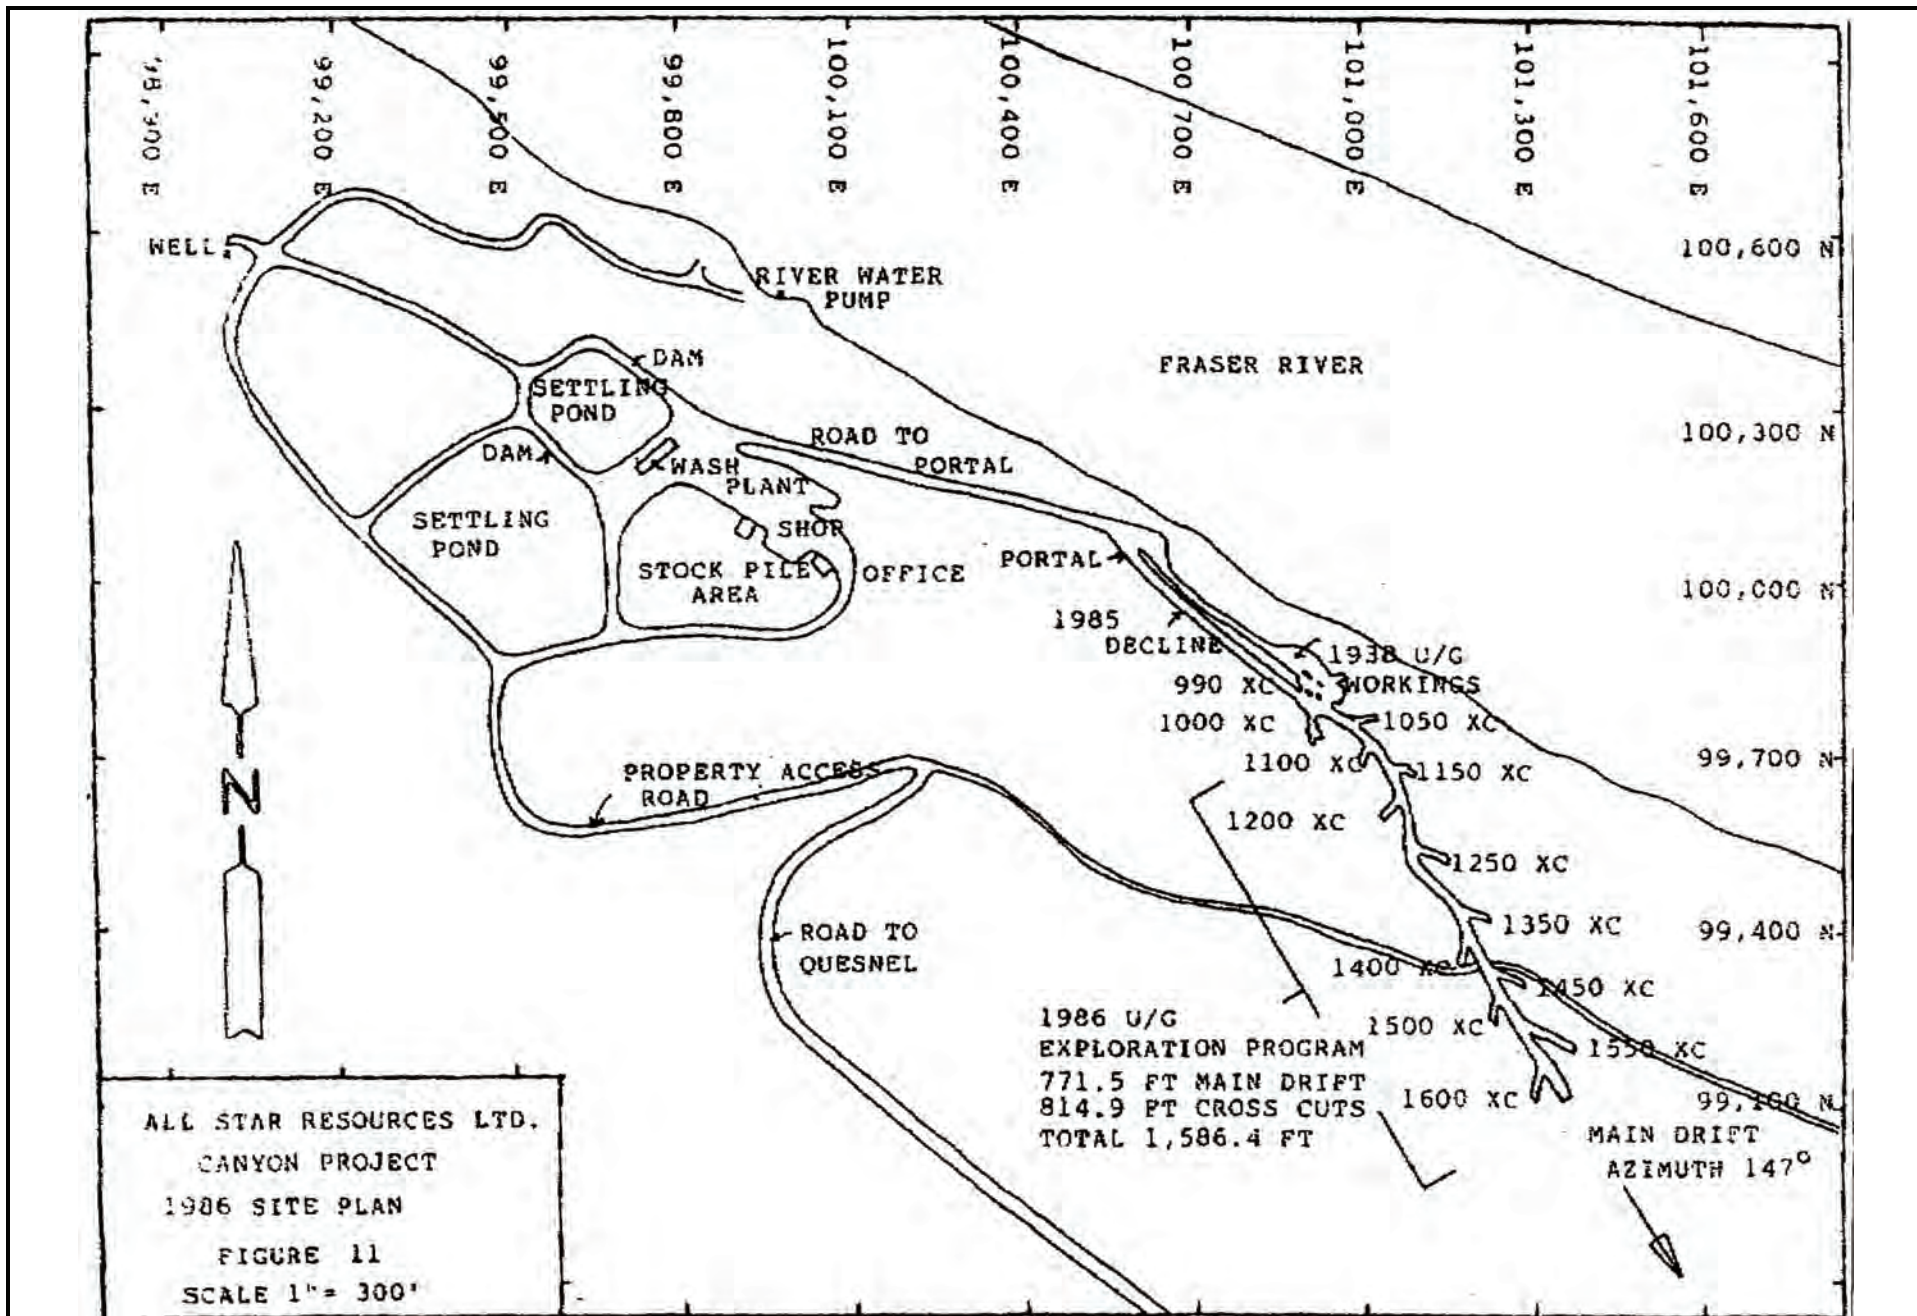 98,900 E
99,200 E
99,500 E
99,800 E
100,100 E
100,400 E
100,700 E
101,000 E
101,300 E
101,600 E
WELL
100,600 N
RIVER WATER
PUMP
FRASER RIVER
DAM
SETTLING
POND
100,300 N
ROAD TO
PORTAL
DAM
WASH
PLANT
SETTLING
POND
SHOP
PORTAL
STOCK PILE
AREA
OFFICE
100,000 N
1985
DECLINE
1938 U/G
WORKINGS
990 XC
1000 XC
1050 XC
1100 XC
1150 XC
99,700 N
PROPERTY ACCESS
ROAD
N
1200 XC
1250 XC
1350 XC
99,400 N
ROAD TO
QUESNEL
1400 XC
1450 XC
1986 U/G
EXPLORATION PROGRAM
771.5 FT MAIN DRIFT
814.9 FT CROSS CUTS
TOTAL 1,586.4 FT
1500 XC
1550 XC
1600 XC
99,100 N
MAIN DRIFT
AZIMUTH 147°
ALL STAR RESOURCES LTD.
CANYON PROJECT
1986 SITE PLAN
FIGURE 11
SCALE 1"= 300'